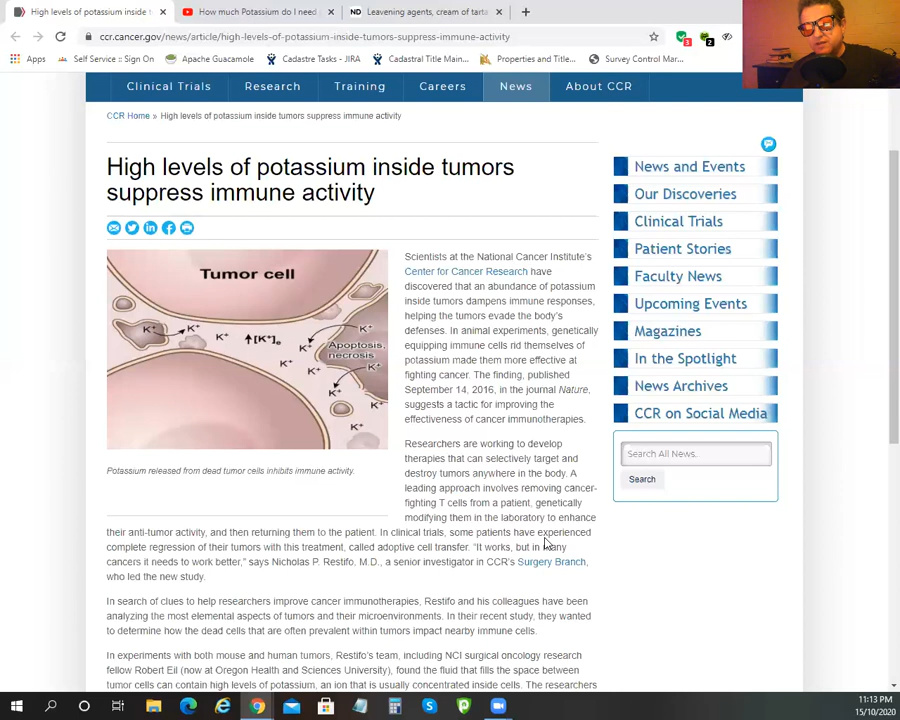 High levels of potassium inside t
How much Potassium do I need
ND Leavening agents, cream of tarta
ccr.cancer.gov/news/article/high-levels-of-potassium-inside-tumors-suppress-immune-activity
3
2
Apps
Self Service :: Sign On
Apache Guacamole
Cadastre Tasks - JIRA
Cadastral Title Main...
Properties and Title...
Survey Control Mar...
Clinical Trials
Research
Training
Careers
News
About CCR
CCR Home » High levels of potassium inside tumors suppress immune activity
High levels of potassium inside tumors
suppress immune activity
Tumor cell
K+
K+
K+
↑[K+]e
K+
K+
Apoptosis,
necrosis
K+
K+
K+
K+
K+
K+
K+
Potassium released from dead tumor cells inhibits immune activity.
Scientists at the National Cancer Institute's
Center for Cancer Research have
discovered that an abundance of potassium
inside tumors dampens immune responses,
helping the tumors evade the body's
defenses. In animal experiments, genetically
equipping immune cells rid themselves of
potassium made them more effective at
fighting cancer. The finding, published
September 14, 2016, in the journal Nature,
suggests a tactic for improving the
effectiveness of cancer immunotherapies.
Researchers are working to develop
therapies that can selectively target and
destroy tumors anywhere in the body. A
leading approach involves removing cancer-
fighting T cells from a patient, genetically
modifying them in the laboratory to enhance
their anti-tumor activity, and then returning them to the patient. In clinical trials, some patients have experienced
complete regression of their tumors with this treatment, called adoptive cell transfer. "It works, but in many
cancers it needs to work better," says Nicholas P. Restifo, M.D., a senior investigator in CCR's Surgery Branch,
who led the new study.
In search of clues to help researchers improve cancer immunotherapies, Restifo and his colleagues have been
analyzing the most elemental aspects of tumors and their microenvironments. In their recent study, they wanted
to determine how the dead cells that are often prevalent within tumors impact nearby immune cells.
In experiments with both mouse and human tumors, Restifo's team, including NCI surgical oncology research
fellow Robert Eil (now at Oregon Health and Sciences University), found the fluid that fills the space between
tumor cells can contain high levels of potassium, an ion that is usually concentrated inside cells. The researchers
News and Events
Our Discoveries
Clinical Trials
Patient Stories
Faculty News
Upcoming Events
Magazines
In the Spotlight
News Archives
CCR on Social Media
Search All News..
Search
11:13 PM
15/10/2020